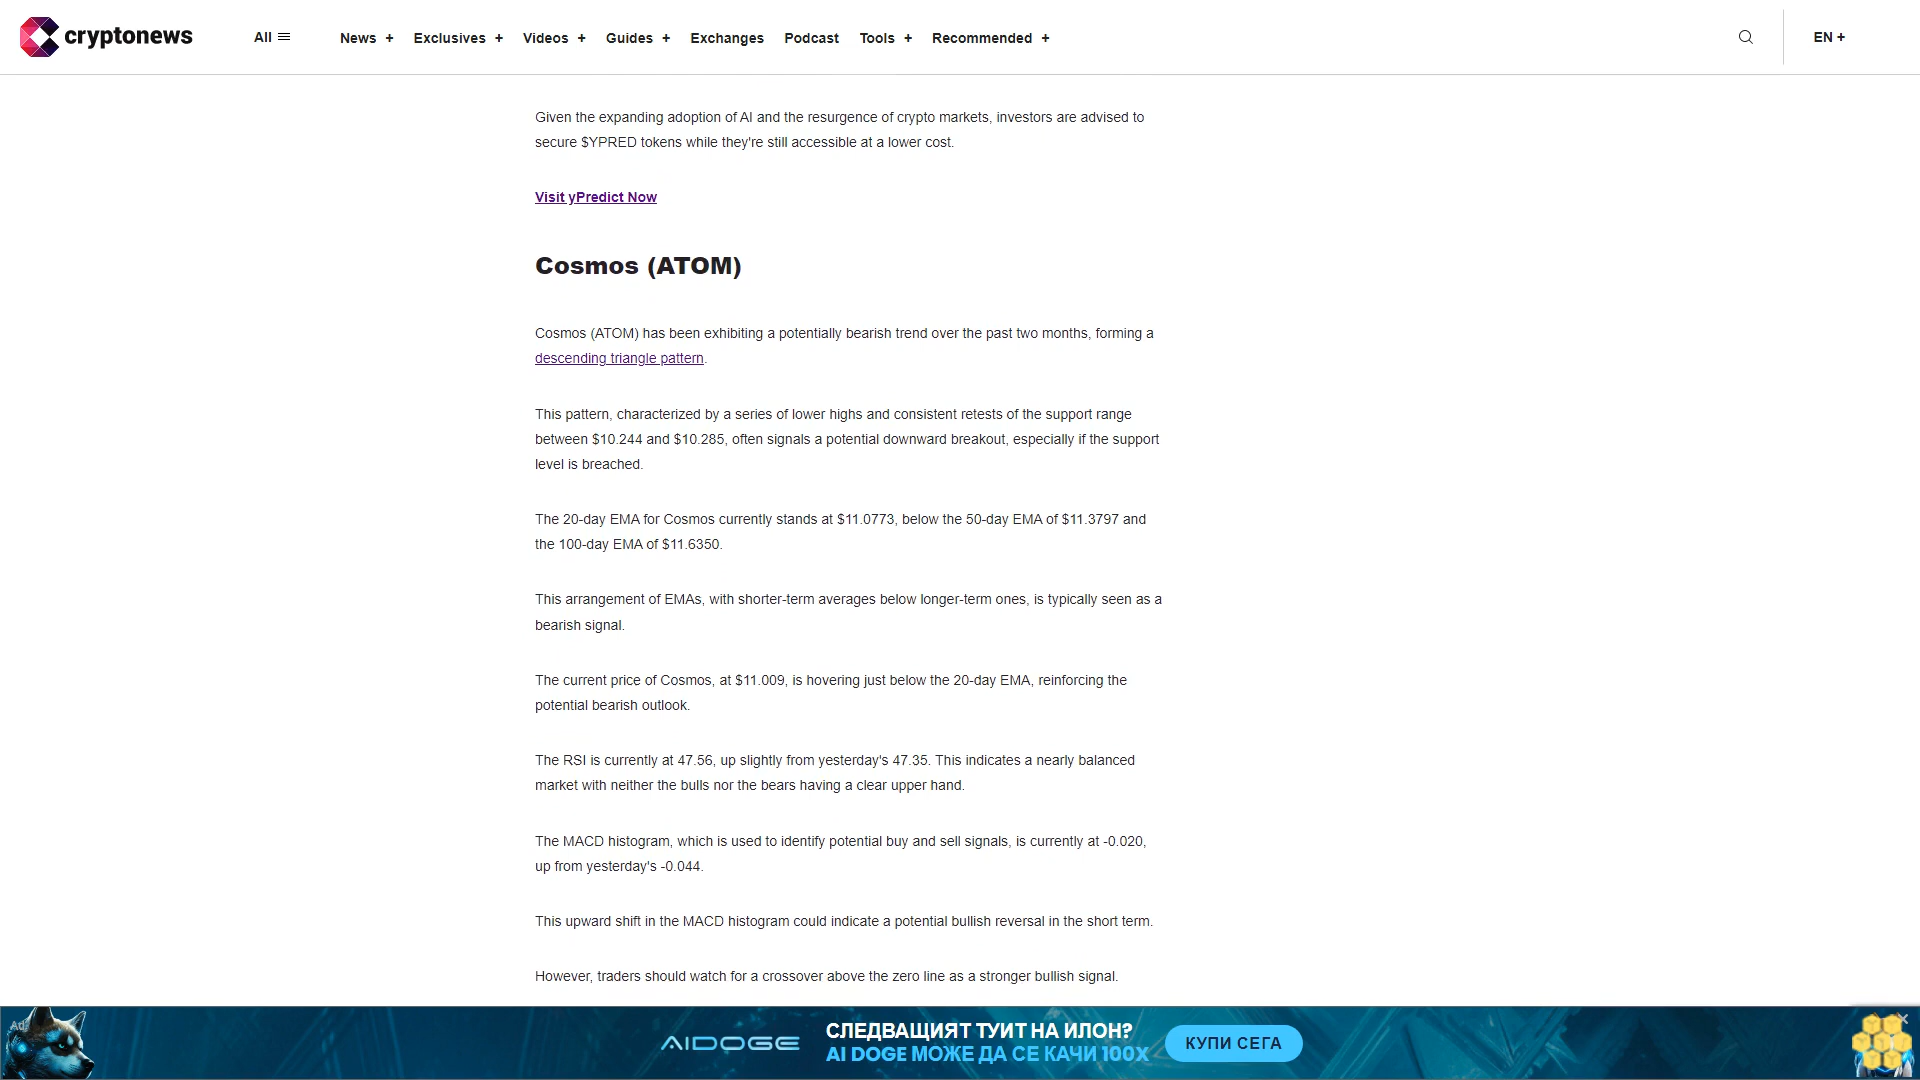 cryptonews
All
News +
Exclusives +
Videos +
Guides +
Exchanges
Podcast
Tools +
Recommended +
EN +
Given the expanding adoption of AI and the resurgence of crypto markets, investors are advised to
secure $YPRED tokens while they're still accessible at a lower cost.
Visit yPredict Now
Cosmos (ATOM)
Cosmos (ATOM) has been exhibiting a potentially bearish trend over the past two months, forming a
descending triangle pattern.
This pattern, characterized by a series of lower highs and consistent retests of the support range
between $10.244 and $10.285, often signals a potential downward breakout, especially if the support
level is breached.
The 20-day EMA for Cosmos currently stands at $11.0773, below the 50-day EMA of $11.3797 and
the 100-day EMA of $11.6350.
This arrangement of EMAs, with shorter-term averages below longer-term ones, is typically seen as a
bearish signal.
The current price of Cosmos, at $11.009, is hovering just below the 20-day EMA, reinforcing the
potential bearish outlook.
The RSI is currently at 47.56, up slightly from yesterday's 47.35. This indicates a nearly balanced
market with neither the bulls nor the bears having a clear upper hand.
The MACD histogram, which is used to identify potential buy and sell signals, is currently at -0.020,
up from yesterday's -0.044.
This upward shift in the MACD histogram could indicate a potential bullish reversal in the short term.
However, traders should watch for a crossover above the zero line as a stronger bullish signal.
Ad
AIDOGE
СЛЕДВАЩИЯТ ТУИТ НА ИЛОН?
AI DOGE МОЖЕ ДА СЕ КАЧИ 100X
КУПИ СЕГА